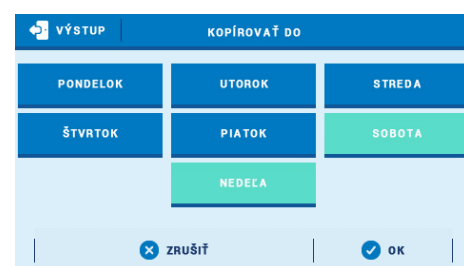 VÝSTUP KOPÍROVAŤ DO
PONDELOK UTOROK STREDA
ŠTVRTOK PIATOK SOBOTA
NEDEĽA
ZRUŠIŤ OK